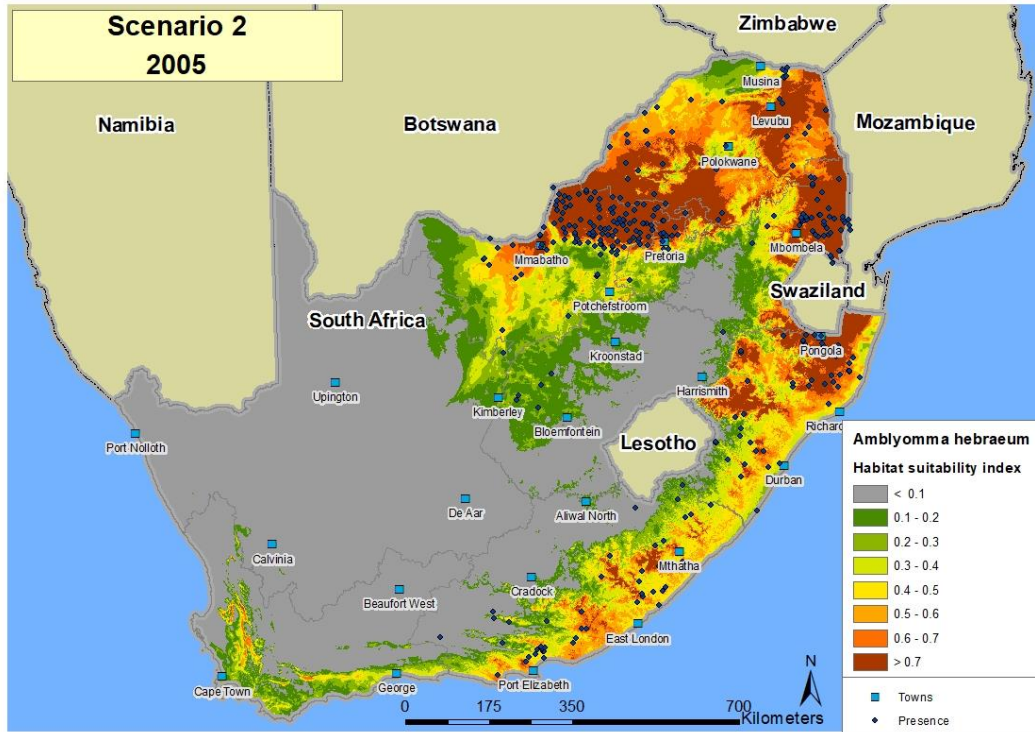 Scenario 2
2005
Zimbabwe
Musina
Namibia
Botswana
Levubu
Mozambique
Polokwane
Mmabatho
Pretoria
Mbombela
Swaziland
Potchefstroom
South Africa
Pongola
Kroonstad
Upington
Harrismith
Kimberley
Bloemfontein
Richard
Port Nolloth
Lesotho
Durban
De Aar
Aliwal North
Calvinia
Mthatha
Beaufort West
Cradock
East London
Cape Town
George
Port Elizabeth
N
0 175 350 700
Kilometers
Amblyomma hebraeum
Habitat suitability index
< 0.1
0.1 - 0.2
0.2 - 0.3
0.3 - 0.4
0.4 - 0.5
0.5 - 0.6
0.6 - 0.7
> 0.7
Towns
Presence